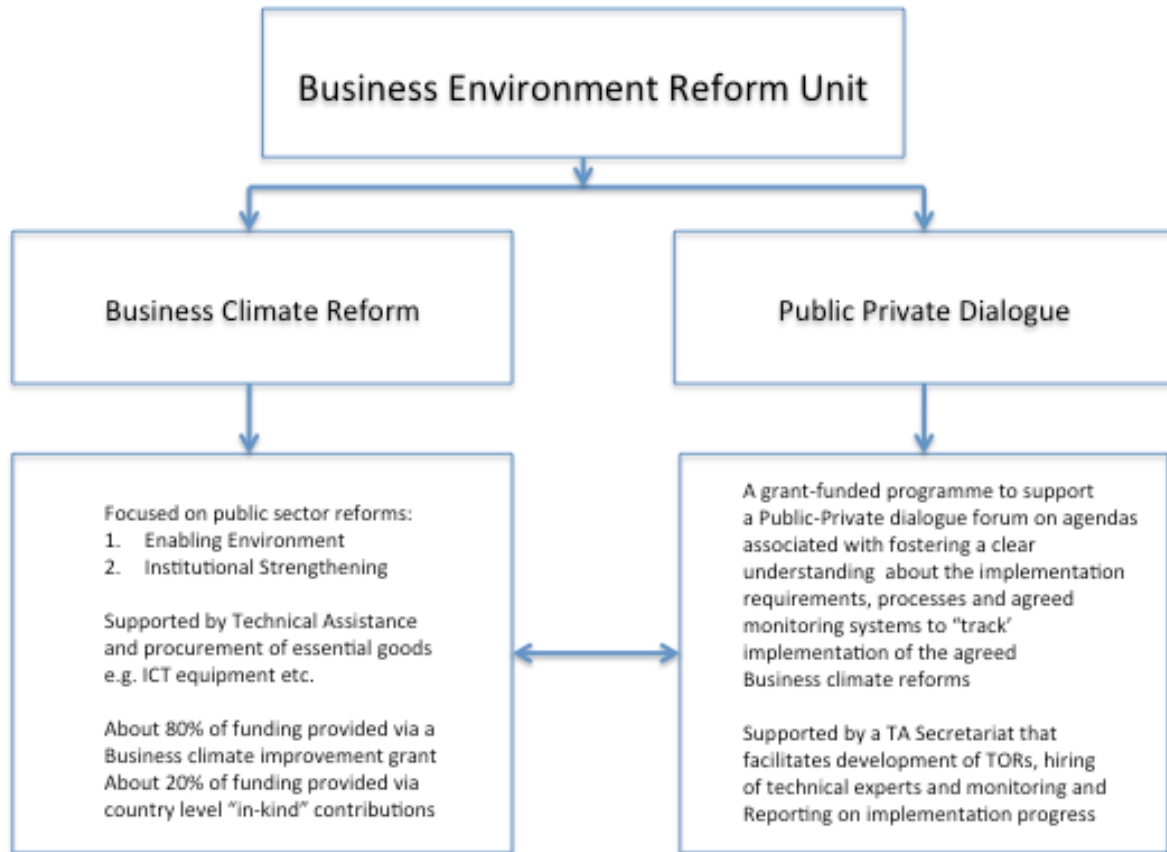 Business Environment Reform Unit
Business Climate Reform
Public Private Dialogue
Focused on public sector reforms:
1. Enabling Environment
2. Institutional Strengthening
Supported by Technical Assistance
and procurement of essential goods
e.g. ICT equipment etc.
About 80% of funding provided via a
Business climate improvement grant
About 20% of funding provided via
country level “in-kind” contributions
A grant-funded programme to support
a Public-Private dialogue forum on agendas
associated with fostering a clear
understanding about the implementation
requirements, processes and agreed
monitoring systems to “track’
implementation of the agreed
Business climate reforms
Supported by a TA Secretariat that
facilitates development of TORs, hiring
of technical experts and monitoring and
Reporting on implementation progress